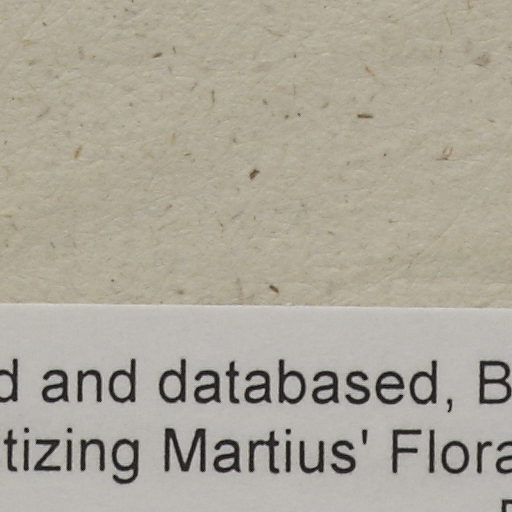 d and databased, B
tizing Martius' Flora